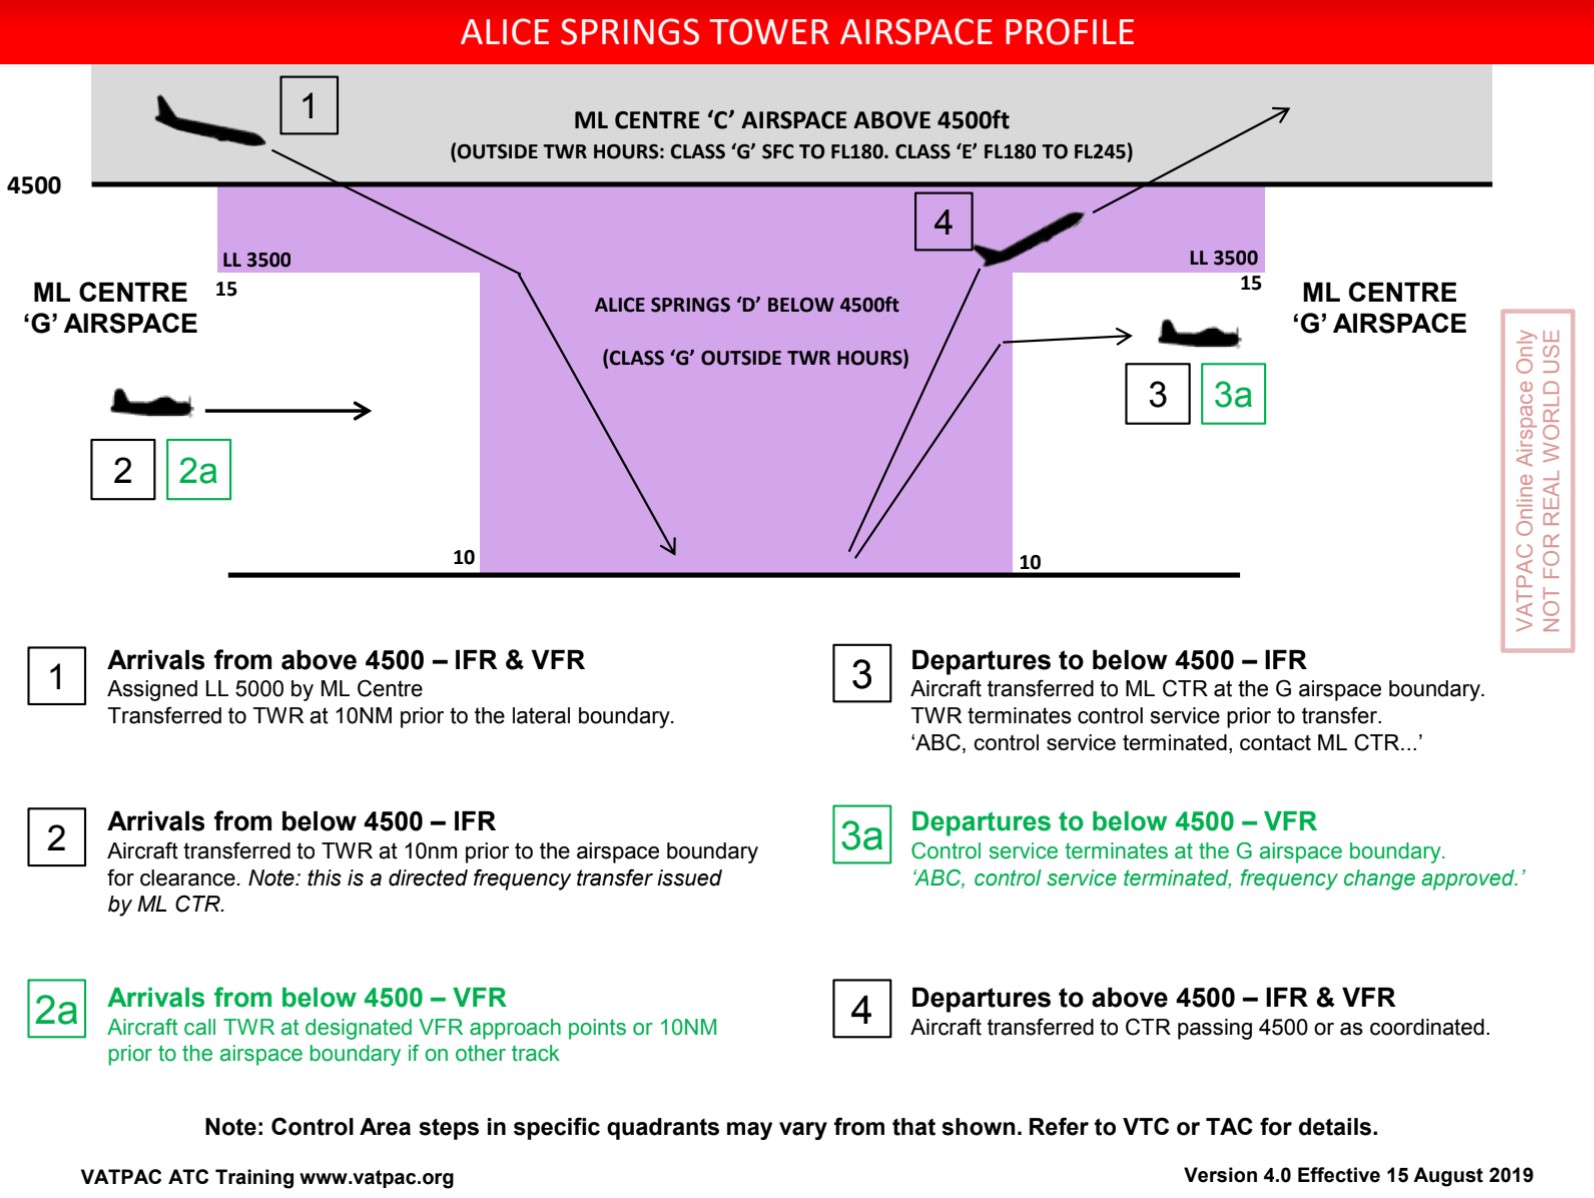 ALICE SPRINGS TOWER AIRSPACE PROFILE
1
ML CENTRE ‘C’ AIRSPACE ABOVE 4500ft
(OUTSIDE TWR HOURS: CLASS ‘G’ SFC TO FL180. CLASS ‘E’ FL180 TO FL245)
4500
4
LL 3500
LL 3500
15
15
ML CENTRE
‘G’ AIRSPACE
ALICE SPRINGS ‘D’ BELOW 4500ft
(CLASS ‘G’ OUTSIDE TWR HOURS)
ML CENTRE
‘G’ AIRSPACE
3
3a
2
2a
10
10
VATPAC Online Airspace Only
NOT FOR REAL WORLD USE
1
Arrivals from above 4500 – IFR & VFR
Assigned LL 5000 by ML Centre
Transferred to TWR at 10NM prior to the lateral boundary.
2
Arrivals from below 4500 – IFR
Aircraft transferred to TWR at 10nm prior to the airspace boundary
for clearance. Note: this is a directed frequency transfer issued
by ML CTR.
2a
Arrivals from below 4500 – VFR
Aircraft call TWR at designated VFR approach points or 10NM
prior to the airspace boundary if on other track
3
Departures to below 4500 – IFR
Aircraft transferred to ML CTR at the G airspace boundary.
TWR terminates control service prior to transfer.
‘ABC, control service terminated, contact ML CTR...’
3a
Departures to below 4500 – VFR
Control service terminates at the G airspace boundary.
‘ABC, control service terminated, frequency change approved.’
4
Departures to above 4500 – IFR & VFR
Aircraft transferred to CTR passing 4500 or as coordinated.
Note: Control Area steps in specific quadrants may vary from that shown. Refer to VTC or TAC for details.
VATPAC ATC Training www.vatpac.org
Version 4.0 Effective 15 August 2019